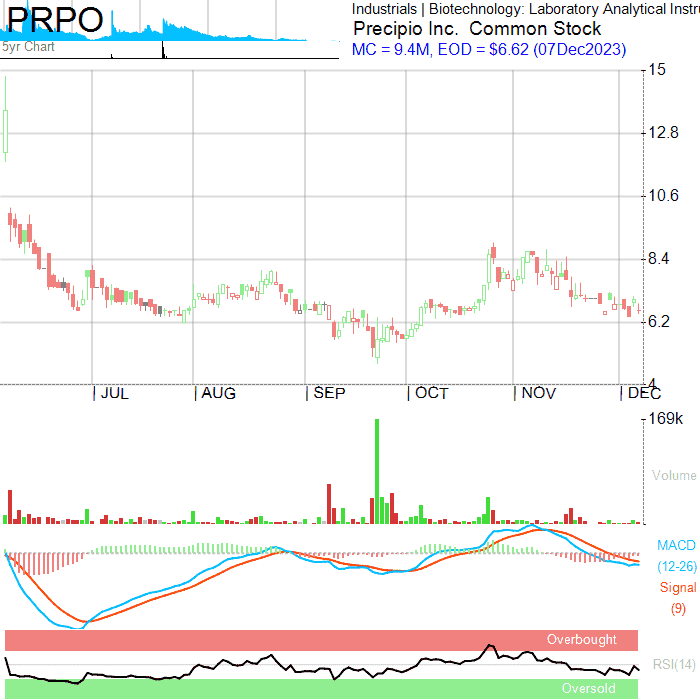 PRPO
5yr Chart
Industrials | Biotechnology: Laboratory Analytical Instru
Precipio Inc. Common Stock
MC = 9.4M, EOD = $6.62 (07Dec2023)
15
12.8
10.6
8.4
6.2
4
JUL AUG SEP OCT NOV DEC
169k
Volume
MACD
(12-26)
Signal
(9)
Overbought
RSI(14)
Oversold